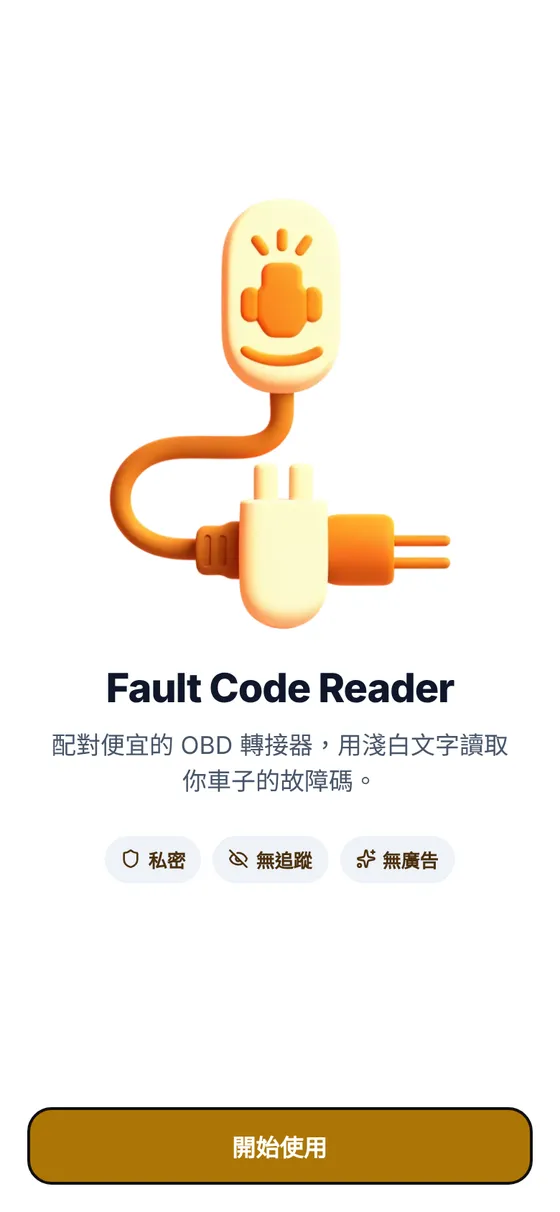 Fault Code Reader
配對便宜的 OBD 轉接器，用淺白文字讀取
你車子的故障碼。
私密
無追蹤
無廣告
開始使用